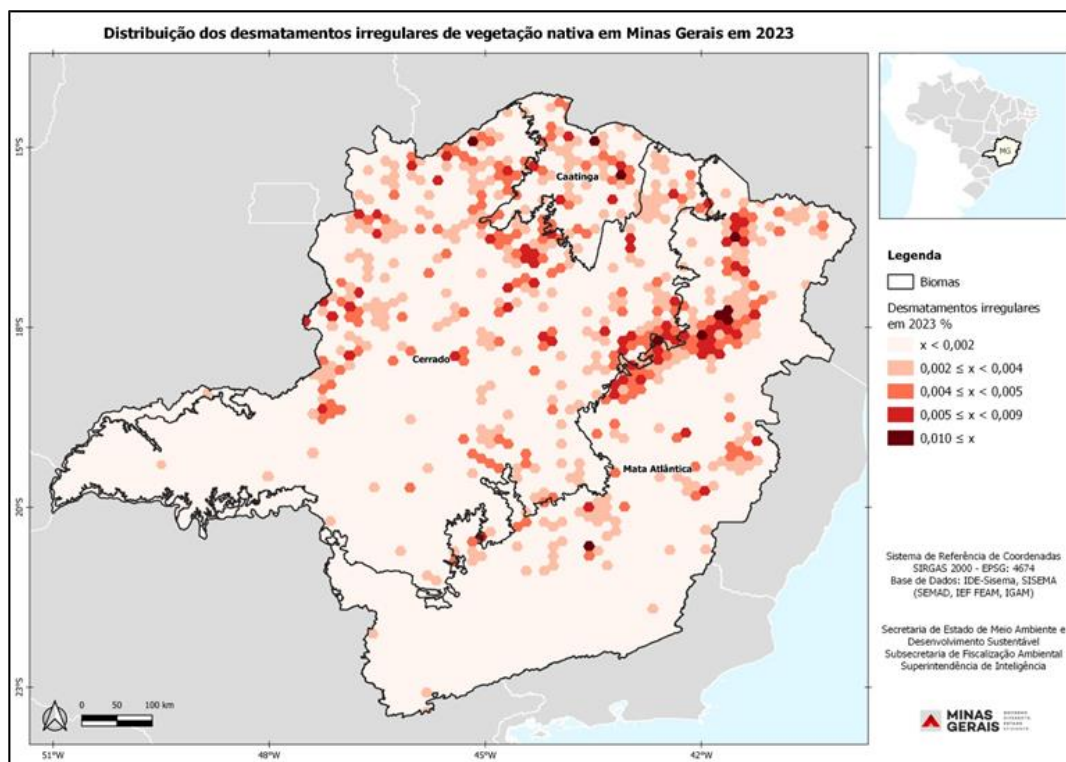 Distribuição dos desmatamentos irregulares de vegetação nativa em Minas Gerais em 2023
15°S
18°S
20°S
23°S
51°W
48°W
45°W
42°W
Caatinga
Cerrado
Mata Atlântica
0 50 100 km
MG
Legenda
Biomas
Desmatamentos irregulares
em 2023 %
x < 0,002
0,002 ≤ x < 0,004
0,004 ≤ x < 0,005
0,005 ≤ x < 0,009
0,010 ≤ x
Sistema de Referência de Coordenadas
SIRGAS 2000 - EPSG: 4674
Base de Dados: IDE-Sisema, SISEMA
(SEMAD, IEF FEAM, IGAM)
Secretaria de Estado de Meio Ambiente e
Desenvolvimento Sustentável
Subsecretaria de Fiscalização Ambiental
Superintendência de Inteligência
MINAS
GERAIS